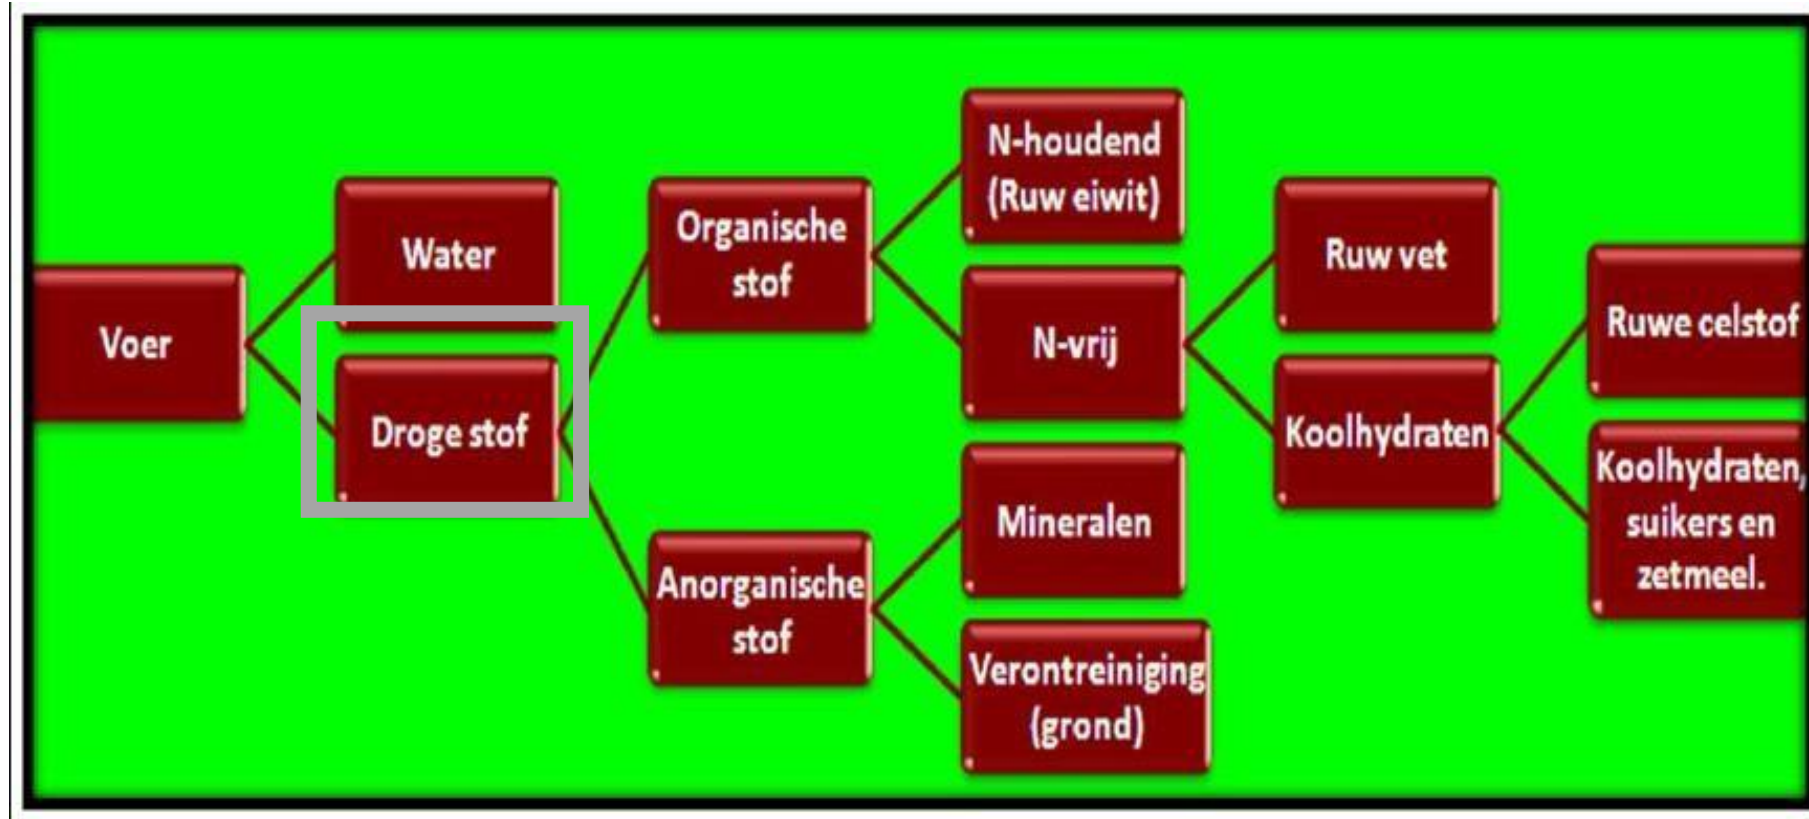 Voer
Water
Droge stof
Organische
stof
Anorganische
stof
N-houdend
(Ruw eiwit)
N-vrij
Mineralen
Verontreiniging
(grond)
Ruw vet
Koolhydraten
Ruwe celstof
Koolhydraten,
suikers en
zetmeel.